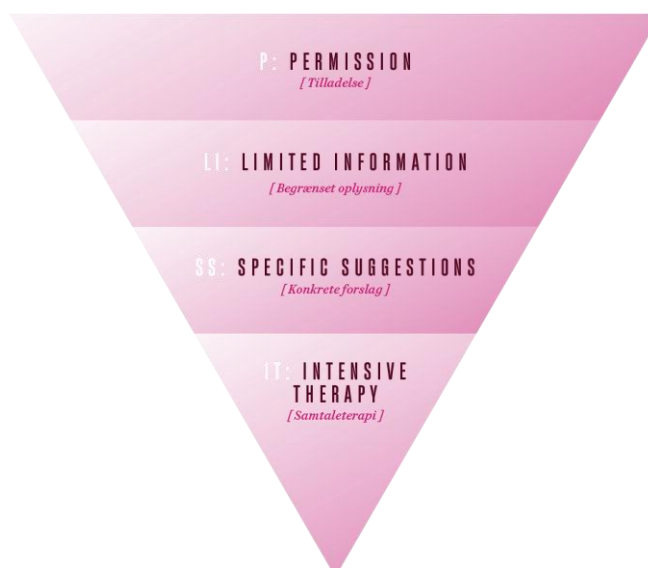 P: PERMISSION
[ Tilladelse ]
LI: LIMITED INFORMATION
[ Begrænset oplysning ]
SS: SPECIFIC SUGGESTIONS
[ Konkrete forslag ]
IT: INTENSIVE
THERAPY
[ Samtaleterapi ]